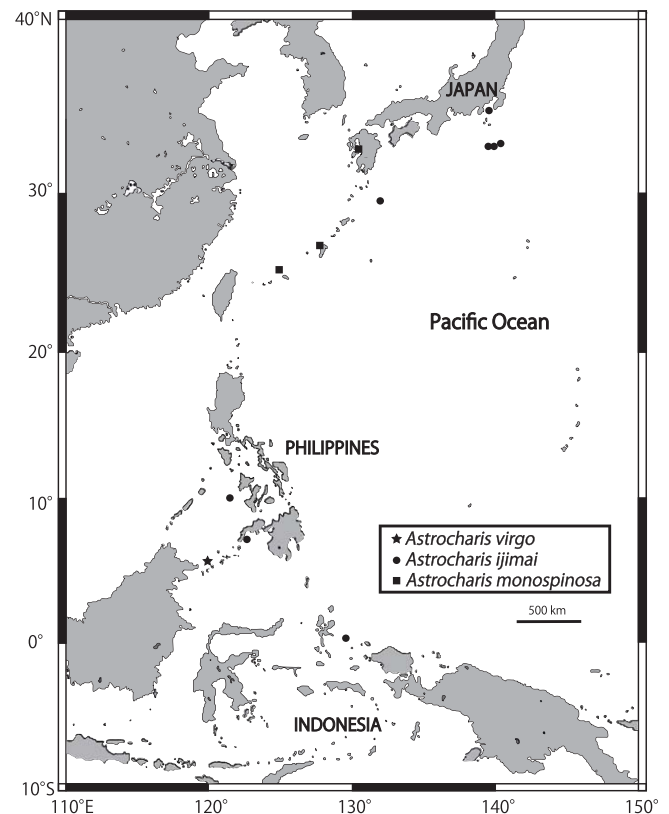 40°N
JAPAN
30°
Pacific Ocean
20°
PHILIPPINES
10°
Astrocharis virgo
Astrocharis ijimai
Astrocharis monospinosa
500 km
0°
INDONESIA
10°S
110°E 120° 130° 140° 150°